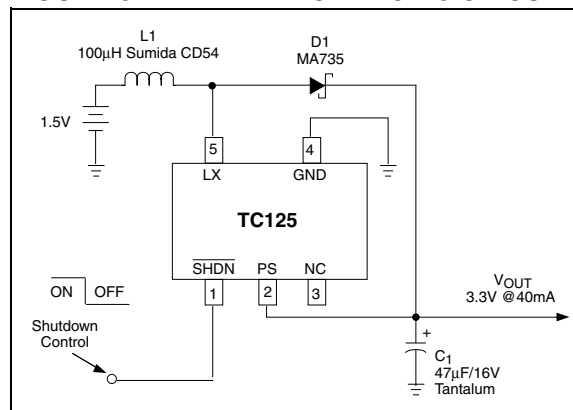 L1
100µH Sumida CD54
D1
MA735
1.5V
5
4
LX
GND
TC125
SHDN
PS
NC
1
2
3
ON
OFF
Shutdown
Control
VOUT
3.3V @40mA
+
C1
47µF/16V
Tantalum